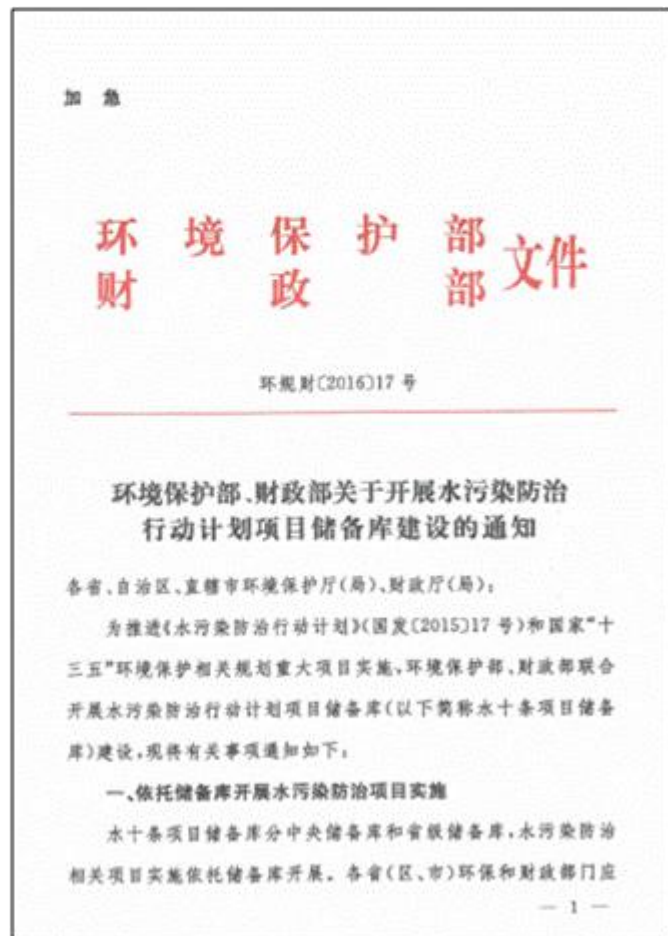 加 急
环 境 保 护 部
财 政 部
文件
环规财〔2016〕17 号
环境保护部、财政部关于开展水污染防治
行动计划项目储备库建设的通知
各省、自治区、直辖市环境保护厅(局)、财政厅(局):
为推进《水污染防治行动计划》(国发〔2015〕17 号)和国家“十
三五”环境保护相关规划重大项目实施,环境保护部、财政部联合
开展水污染防治行动计划项目储备库(以下简称水十条项目储备
库)建设,现将有关事项通知如下:
一、依托储备库开展水污染防治项目实施
水十条项目储备库分中央储备库和省级储备库,水污染防治
相关项目实施依托储备库开展。各省(区、市)环保和财政部门应
— 1 —